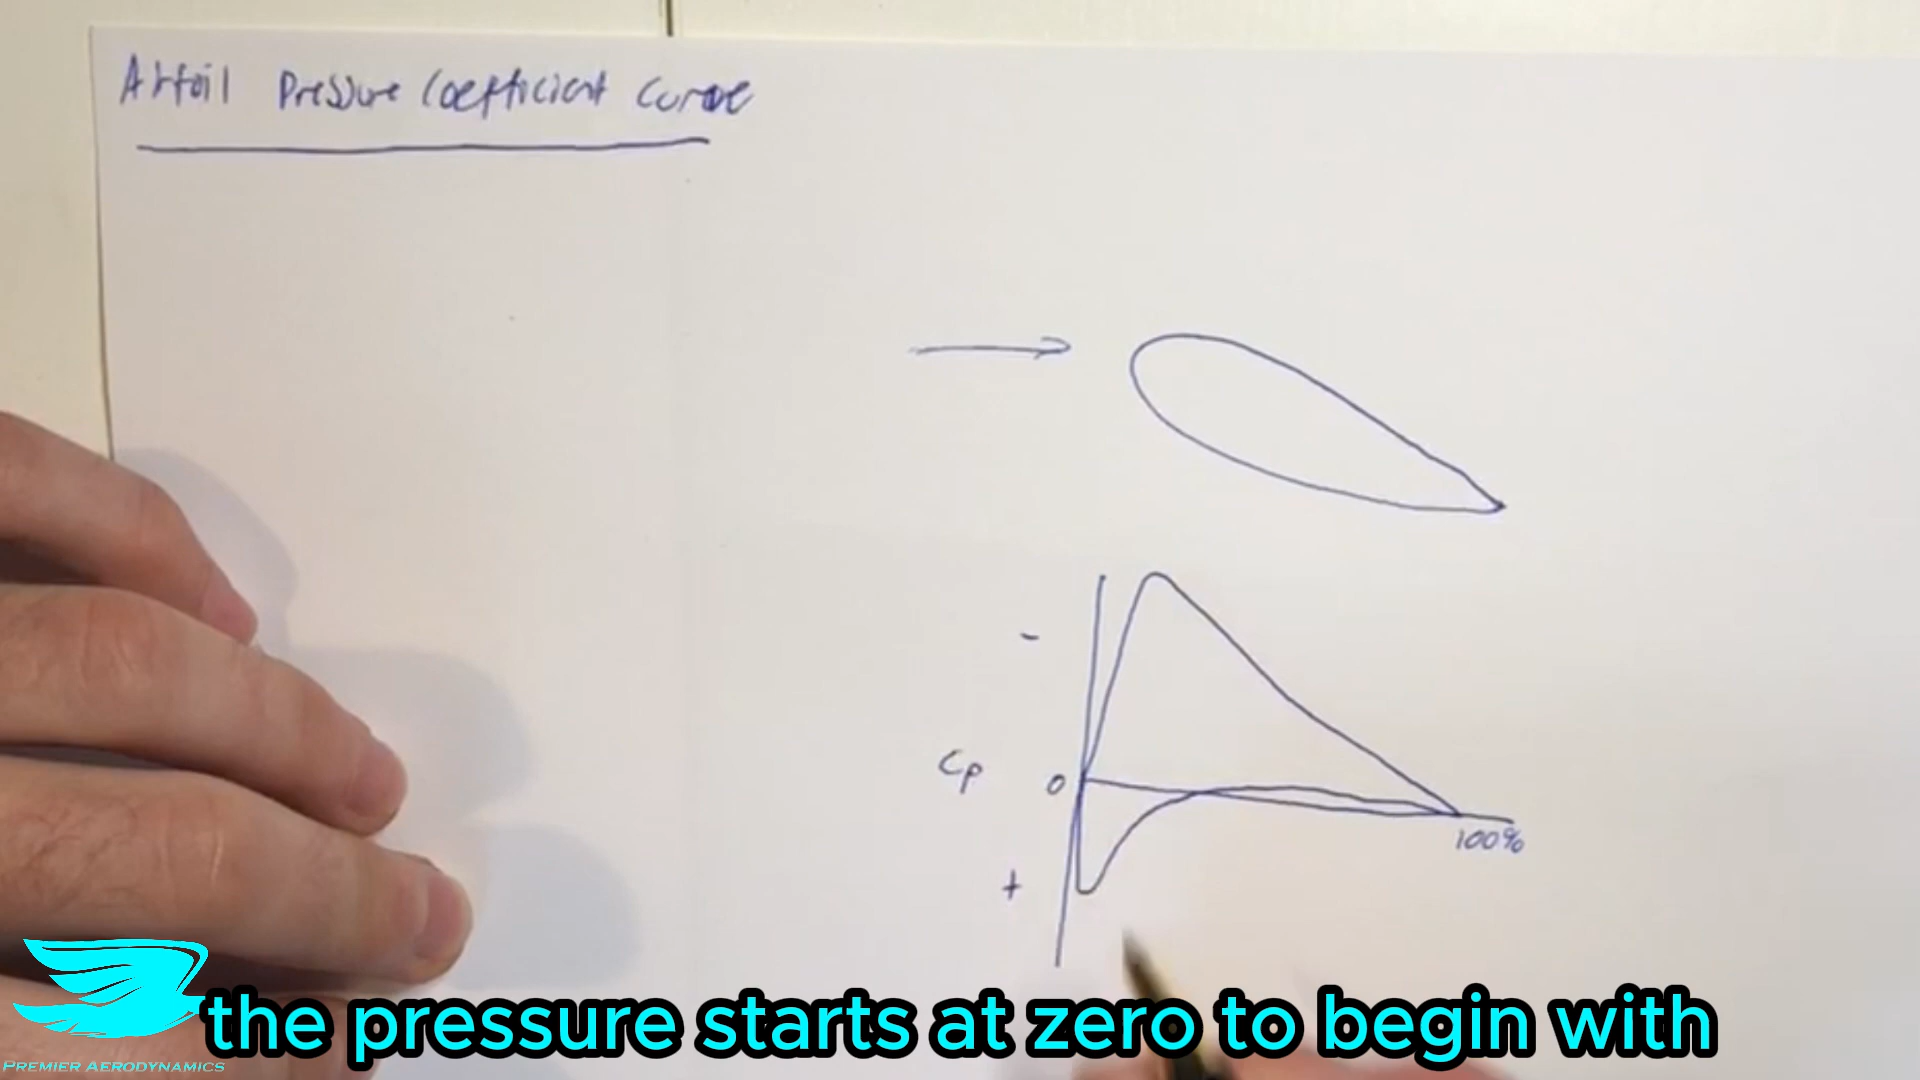 Airfoil Pressure Coefficient Curve
-
Cp 0
100%
+
the pressure starts at zero to begin with
PREMIER AERODYNAMICS